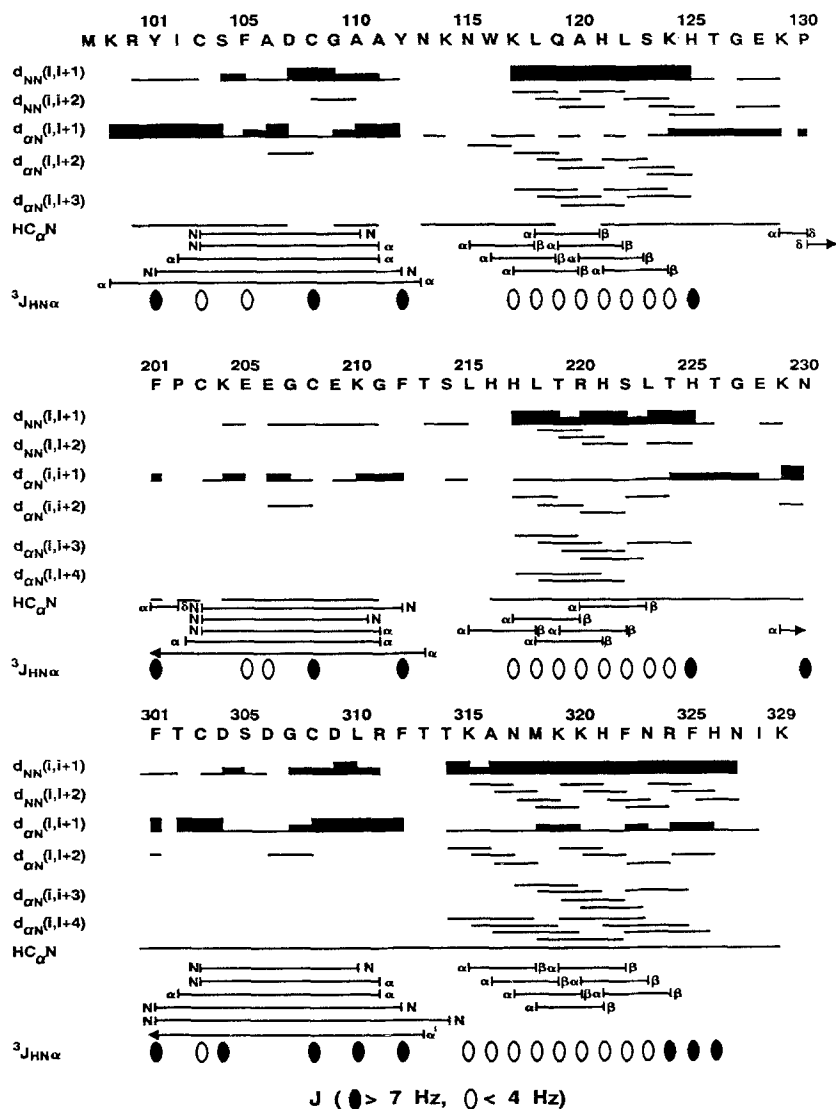 101 105 110 115 120 125 130
M K R Y I C S F A D C G A A Y N K N W K L Q A H L S K H T G E K P
dNN(i,i+1)
dNN(i,i+2)
dαN(i,i+1)
dαN(i,i+2)
dαN(i,i+3)
HCαN
N N α β δ
N α α β α β δ
α α α β α β
N N α β α β
α α
³JHNα
201 205 210 215 220 225 230
F P C K E E G C E K G F T S L H H L T R H S L T H T G E K N
dNN(i,i+1)
dNN(i,i+2)
dαN(i,i+1)
dαN(i,i+2)
dαN(i,i+3)
dαN(i,i+4)
HCαN
α δ N N α β
N N α β
N α α β α β α
α α α β
α
³JHNα
301 305 310 315 320 325 329
F T C D S D G C D L R F T T K A N M K K H F N R F H N I K
dNN(i,i+1)
dNN(i,i+2)
dαN(i,i+1)
dαN(i,i+2)
dαN(i,i+3)
dαN(i,i+4)
HCαN
N N α β α β
N α α β α β
α α α β α β
N N α β
N N
α
³JHNα
J ( > 7 Hz, < 4 Hz)